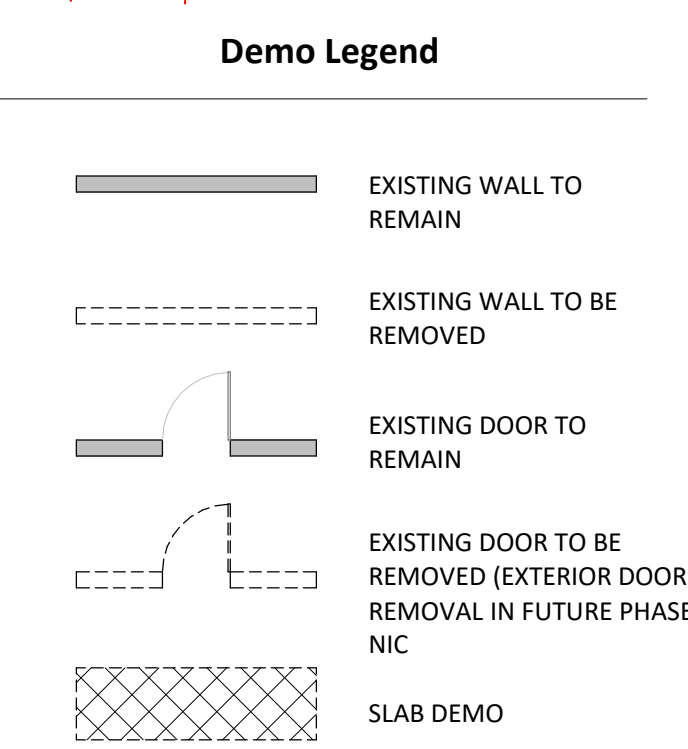 Demo Legend
EXISTING WALL TO
REMAIN
EXISTING WALL TO BE
REMOVED
EXISTING DOOR TO
REMAIN
EXISTING DOOR TO BE
REMOVED (EXTERIOR DOOR
REMOVAL IN FUTURE PHASE
NIC
SLAB DEMO